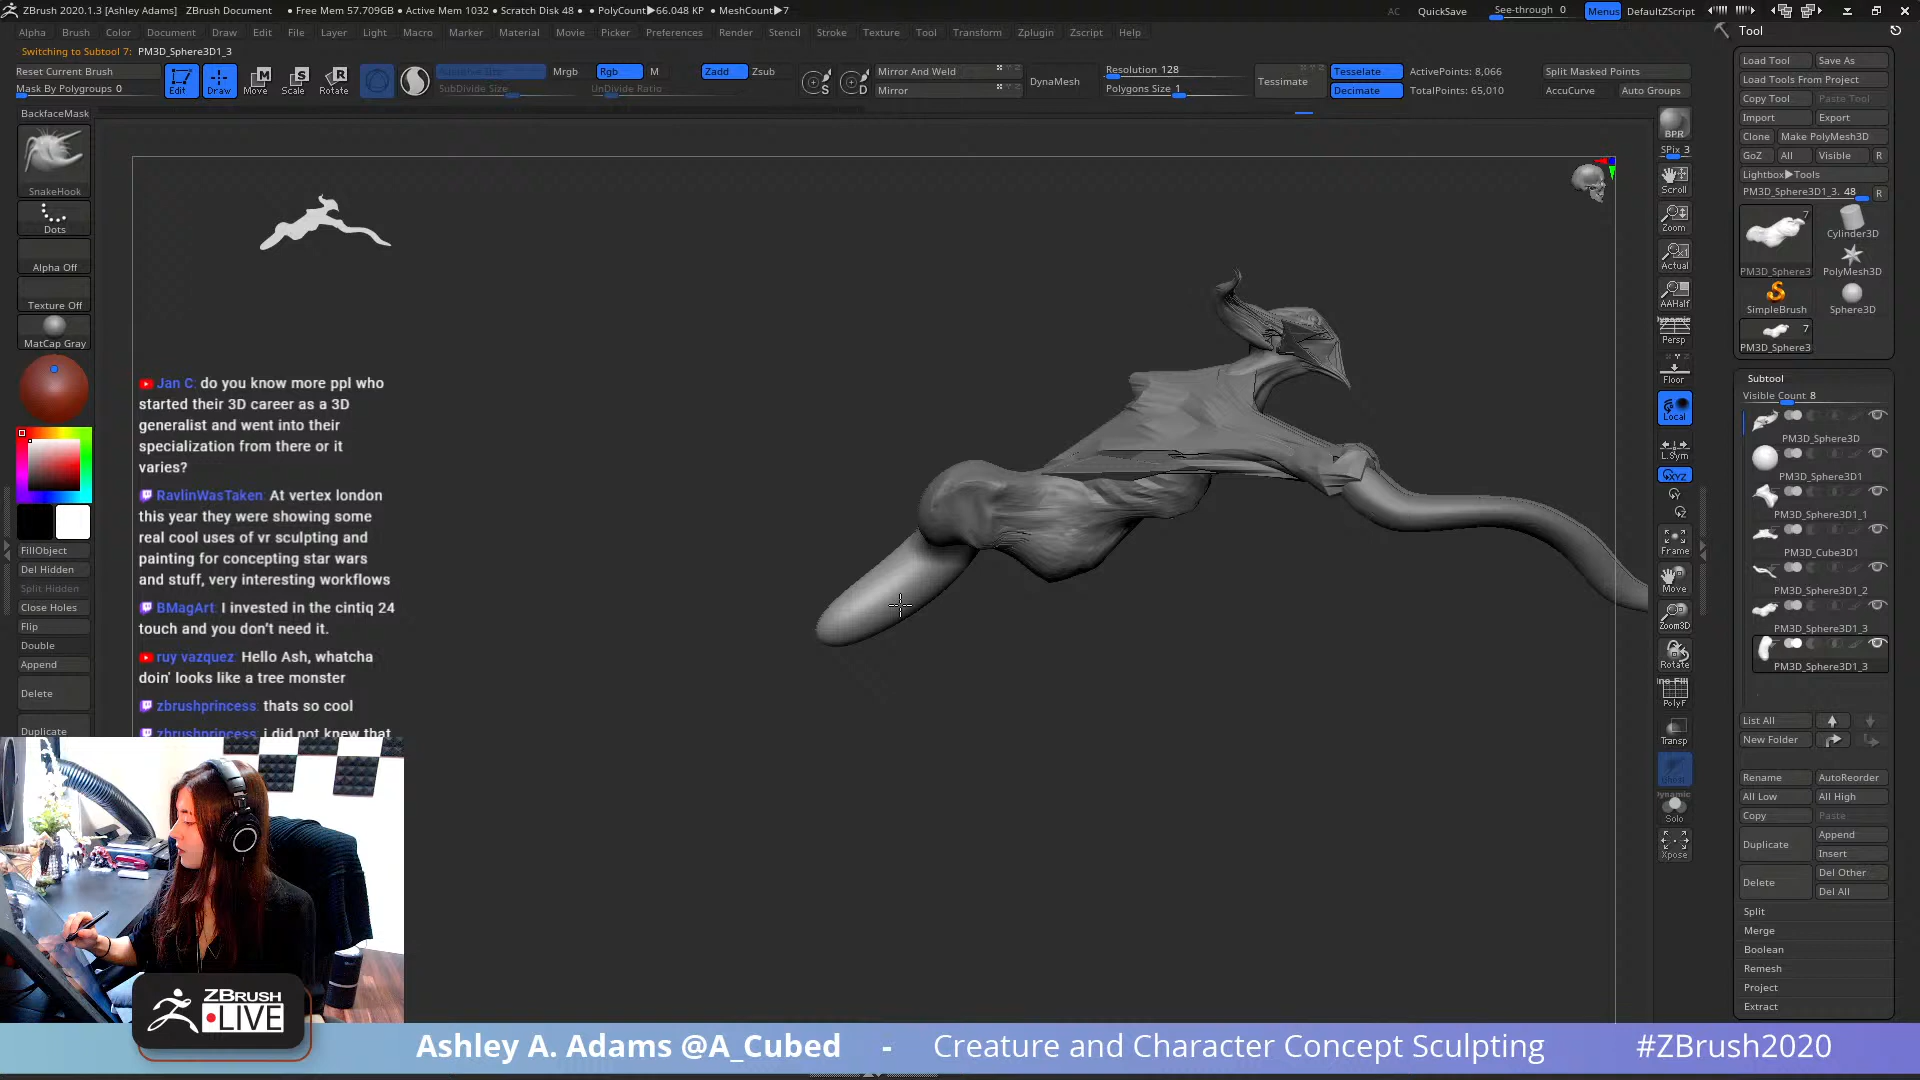 ZBrush 2020.1.3 [Ashley Adams]
ZBrush Document
• Free Mem 57.709GB • Active Mem 1032 • Scratch Disk 48 •
• PolyCount▶66.048 KP
• MeshCount▶7
AC
QuickSave
See-through 0
Menus
DefaultZScript
Alpha Brush Color Document Draw Edit File Layer Light Macro Marker Material Movie Picker Preferences Render Stencil Stroke Texture Tool Transform Zplugin Zscript Help
Switching to Subtool 7: PM3D_Sphere3D1_3
Reset Current Brush
Mask By Polygroups 0
Edit
Draw
Move
Scale
Rotate
SubDivide Size
Mrgb
Rgb
M
UnDivide Ratio
Zadd
Zsub
Mirror And Weld
Mirror
DynaMesh
Resolution 128
Polygons Size 1
Tessimate
Tesselate
Decimate
ActivePoints: 8,066
TotalPoints: 65,010
Split Masked Points
AccuCurve
Auto Groups
BackfaceMask
SnakeHook
Dots
Alpha Off
Texture Off
MatCap Gray
FillObject
Del Hidden
Split Hidden
Close Holes
Flip
Double
Append
Delete
Duplicate
Jan C: do you know more ppl who
started their 3D career as a 3D
generalist and went into their
specialization from there or it
varies?
RavlinWasTaken: At vertex london
this year they were showing some
real cool uses of vr sculpting and
painting for concepting star wars
and stuff, very interesting workflows
BMagArt: I invested in the cintiq 24
touch and you don't need it.
ruy vazquez: Hello Ash, whatcha
doin' looks like a tree monster
zbrushprincess: thats so cool
zbrushprincess: i did not knew that
BPR
SPix 3
Scroll
Zoom
Actual
AAHalf
Dynamic
Persp
Floor
Local
L.Sym
Frame
Move
Zoom3D
Rotate
PolyF
Transp
Ghost
Dynamic
Solo
Xpose
Tool
Load Tool
Save As
Load Tools From Project
Copy Tool
Paste Tool
Import
Export
Clone
Make PolyMesh3D
GoZ
All
Visible
R
Lightbox▶Tools
PM3D_Sphere3D1_3. 48
R
7
PM3D_Sphere3
Cylinder3D
PolyMesh3D
SimpleBrush
Sphere3D
7
PM3D_Sphere3
Subtool
Visible Count 8
PM3D_Sphere3D
PM3D_Sphere3D1
PM3D_Sphere3D1_1
PM3D_Cube3D1
PM3D_Sphere3D1_2
PM3D_Sphere3D1_3
PM3D_Sphere3D1_3
List All
New Folder
Rename
AutoReorder
All Low
All High
Copy
Paste
Duplicate
Append
Insert
Delete
Del Other
Del All
Split
Merge
Boolean
Remesh
Project
Extract
ZBRUSH
LIVE
Ashley A. Adams @A_Cubed - Creature and Character Concept Sculpting #ZBrush2020